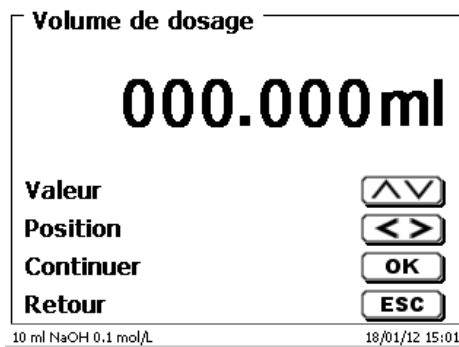 Volume de dosage
000.000ml
Valeur
Position
Continuer OK
Retour ESC
10 ml NaOH 0.1 mol/L 18/01/12 15:01